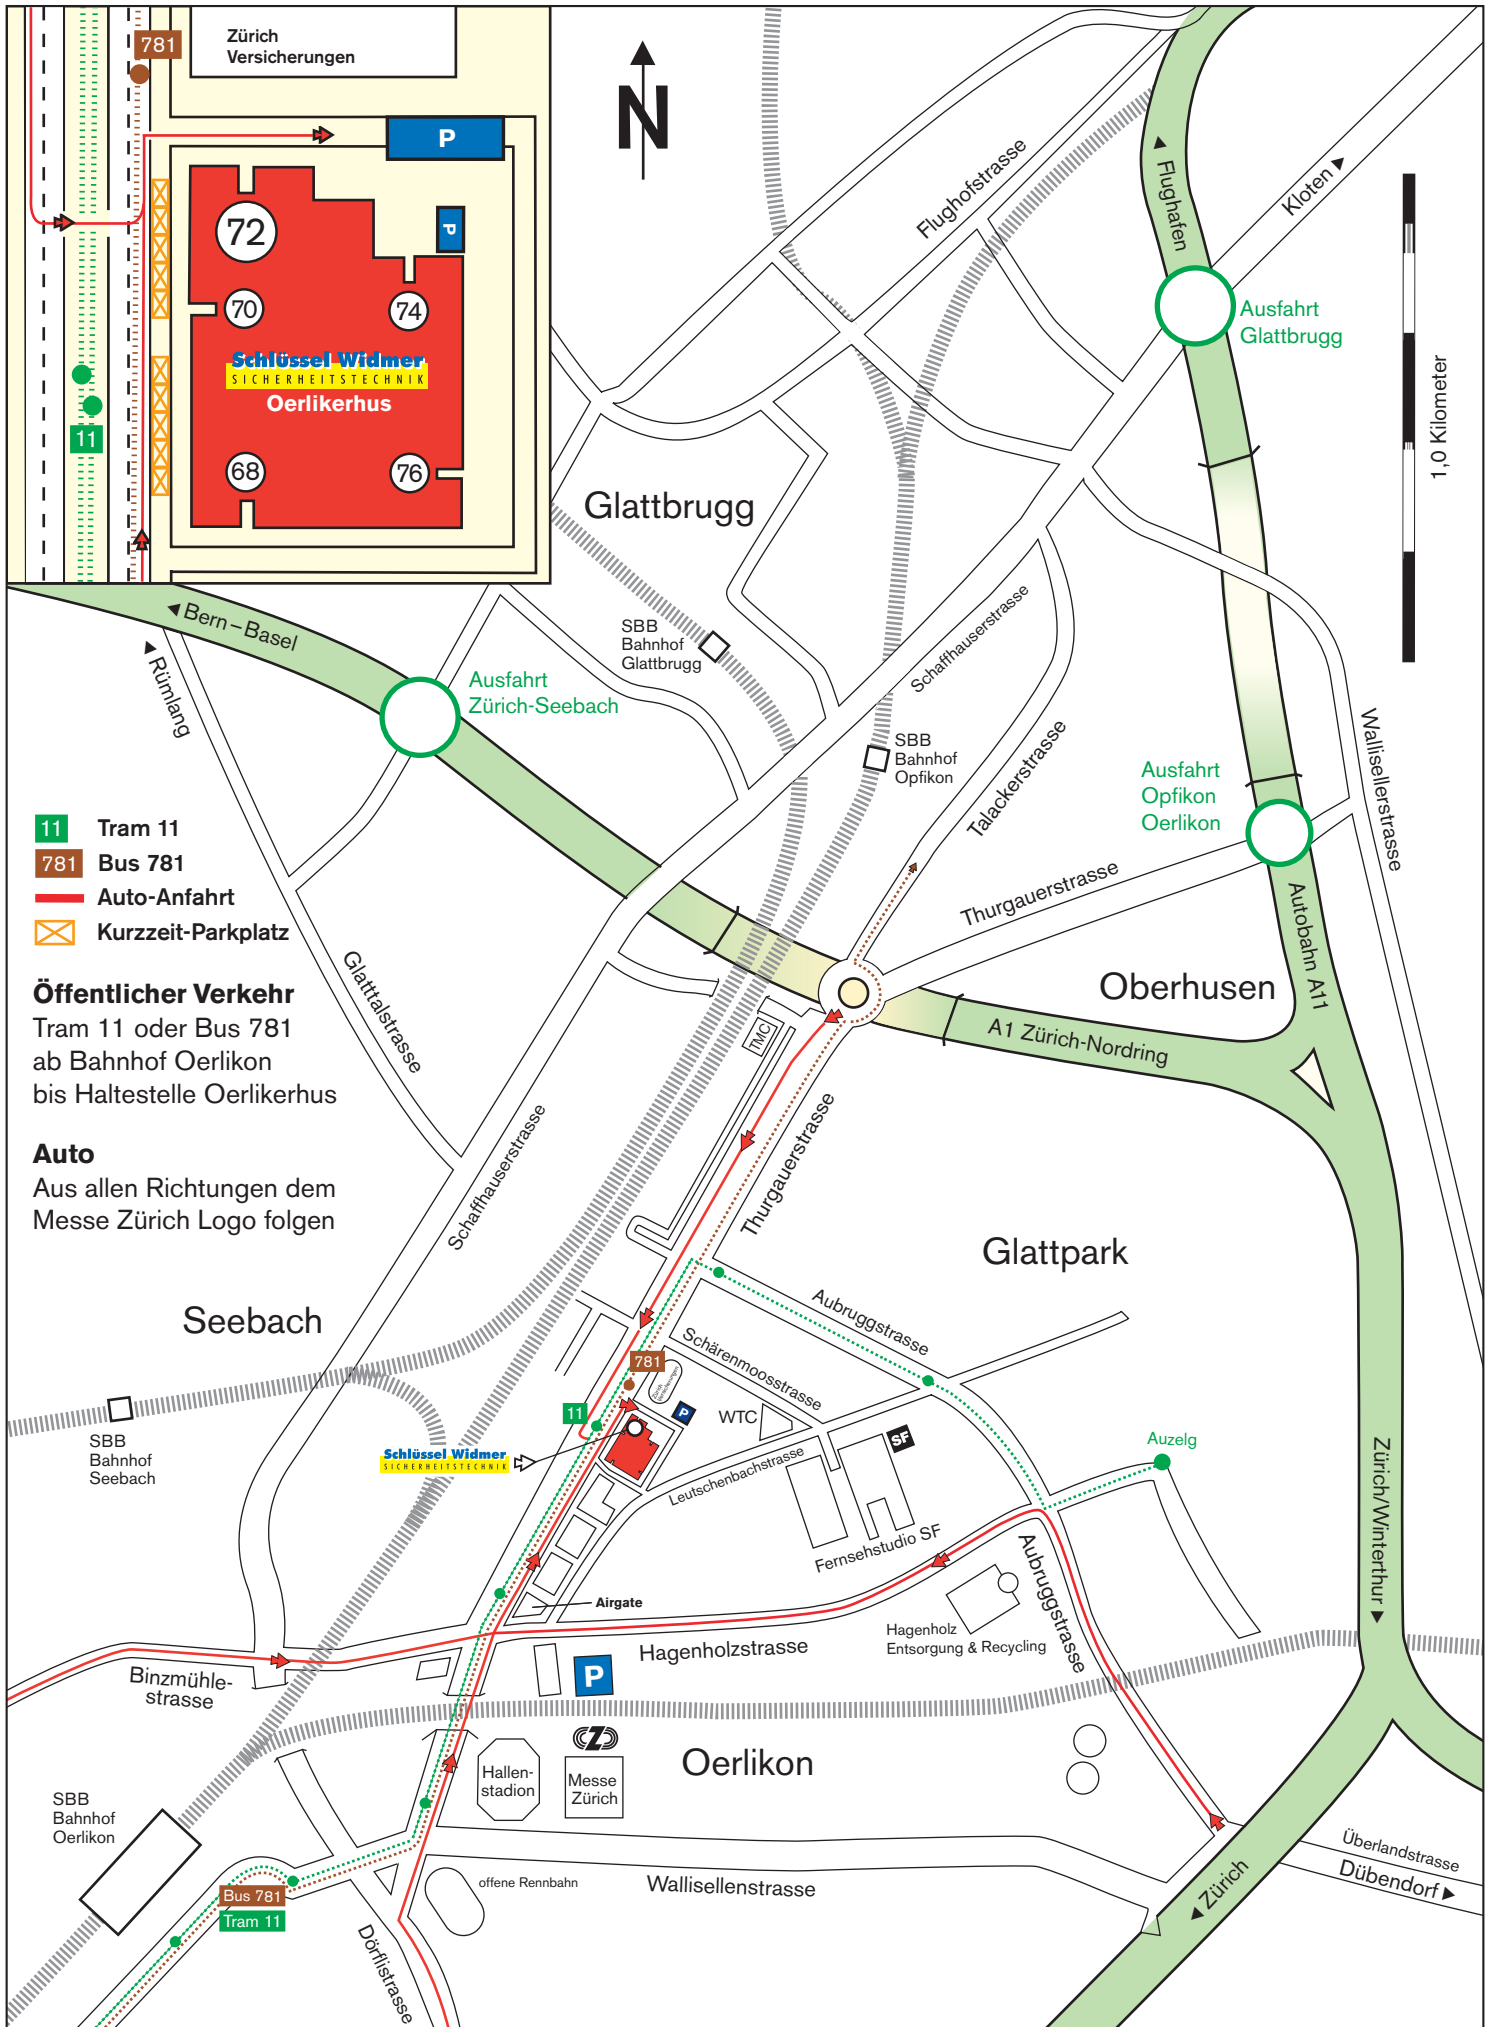 781
Zürich
Versicherungen
P
72
P
70
74
Schlüssel Widmer
SICHERHEITSTECHNIK
Oerlikerhus
11
68
76
N
Flughofstrasse
Flughafen
Kloten
Ausfahrt
Glattbrugg
1,0 Kilometer
Glattbrugg
Bern–Basel
Rümlang
SBB
Bahnhof
Glattbrugg
Schaffhauserstrasse
Ausfahrt
Zürich-Seebach
SBB
Bahnhof
Opfikon
Talackerstrasse
Wallisellerstrasse
Ausfahrt
Opfikon
Oerlikon
11 Tram 11
781 Bus 781
Auto-Anfahrt
Kurzzeit-Parkplatz
Thurgauerstrasse
Autobahn A11
Glatttalstrasse
Oberhusen
Öffentlicher Verkehr
Tram 11 oder Bus 781
ab Bahnhof Oerlikon
bis Haltestelle Oerlikerhus
TMC
A1 Zürich-Nordring
Auto
Aus allen Richtungen dem
Messe Zürich Logo folgen
Schaffhauserstrasse
Thurgauerstrasse
Glattpark
Seebach
Aubruggstrasse
Schärenmoosstrasse
781
Zürich
Versicherungen
11
P
WTC
SF
SBB
Bahnhof
Seebach
Schlüssel Widmer
SICHERHEITSTECHNIK
Leutschenbachstrasse
Auzelg
Fernsehstudio SF
Zürich/Winterthur
Aubruggstrasse
Airgate
Hagenholz
Entsorgung & Recycling
Hagenholzstrasse
Binzmühle-
strasse
P
Oerlikon
Hallen-
stadion
Messe
Zürich
SBB
Bahnhof
Oerlikon
Überlandstrasse
Dübendorf
Zürich
offene Rennbahn
Wallisellenstrasse
Bus 781
Tram 11
Dörflistrasse